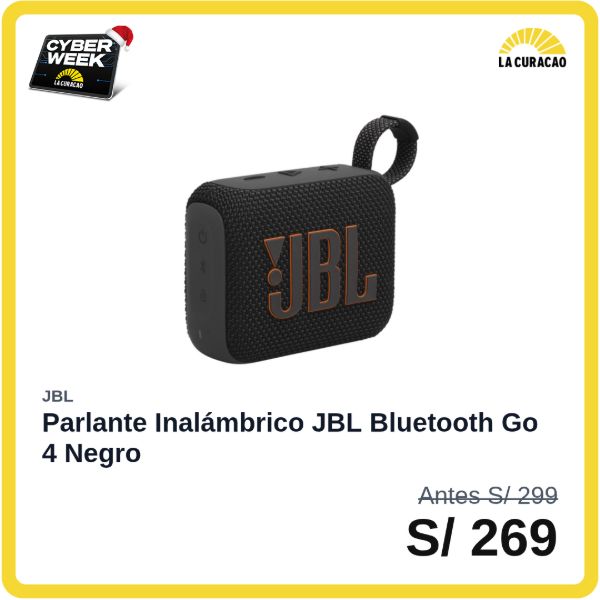 CYBER
WEEK
LA CURACAO
LA CURACAO
JBL
JBL
Parlante Inalámbrico JBL Bluetooth Go
4 Negro
Antes S/ 299
S/ 269